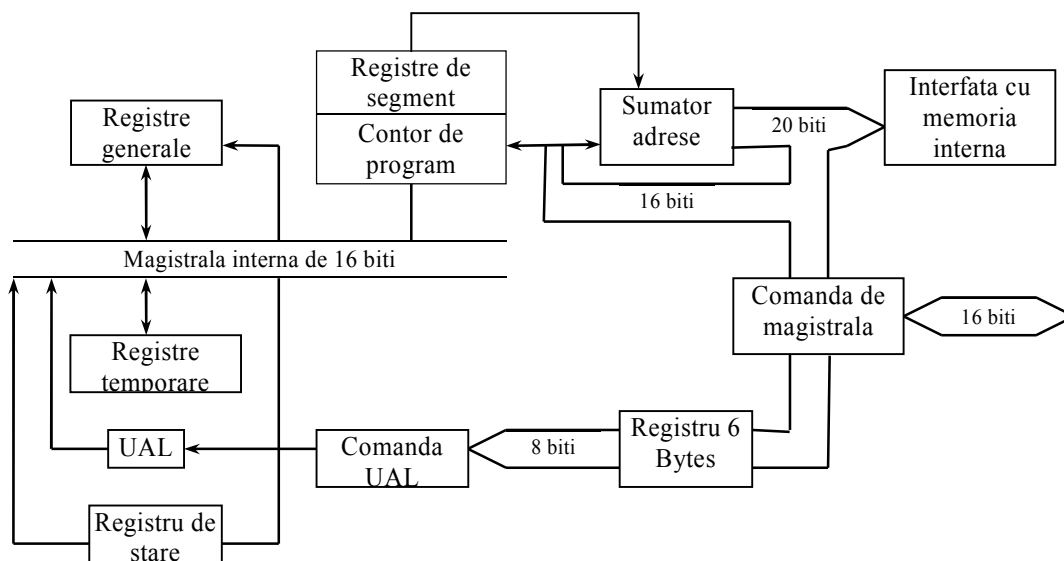 Registre de
segment
Contor de
program
Registre
generale
Sumator
adrese
20 biti
Interfata cu
memoria
interna
16 biti
Magistrala interna de 16 biti
Comanda de
magistrala
16 biti
Registre
temporare
UAL
Comanda
UAL
8 biti
Registru 6
Bytes
Registru de
stare